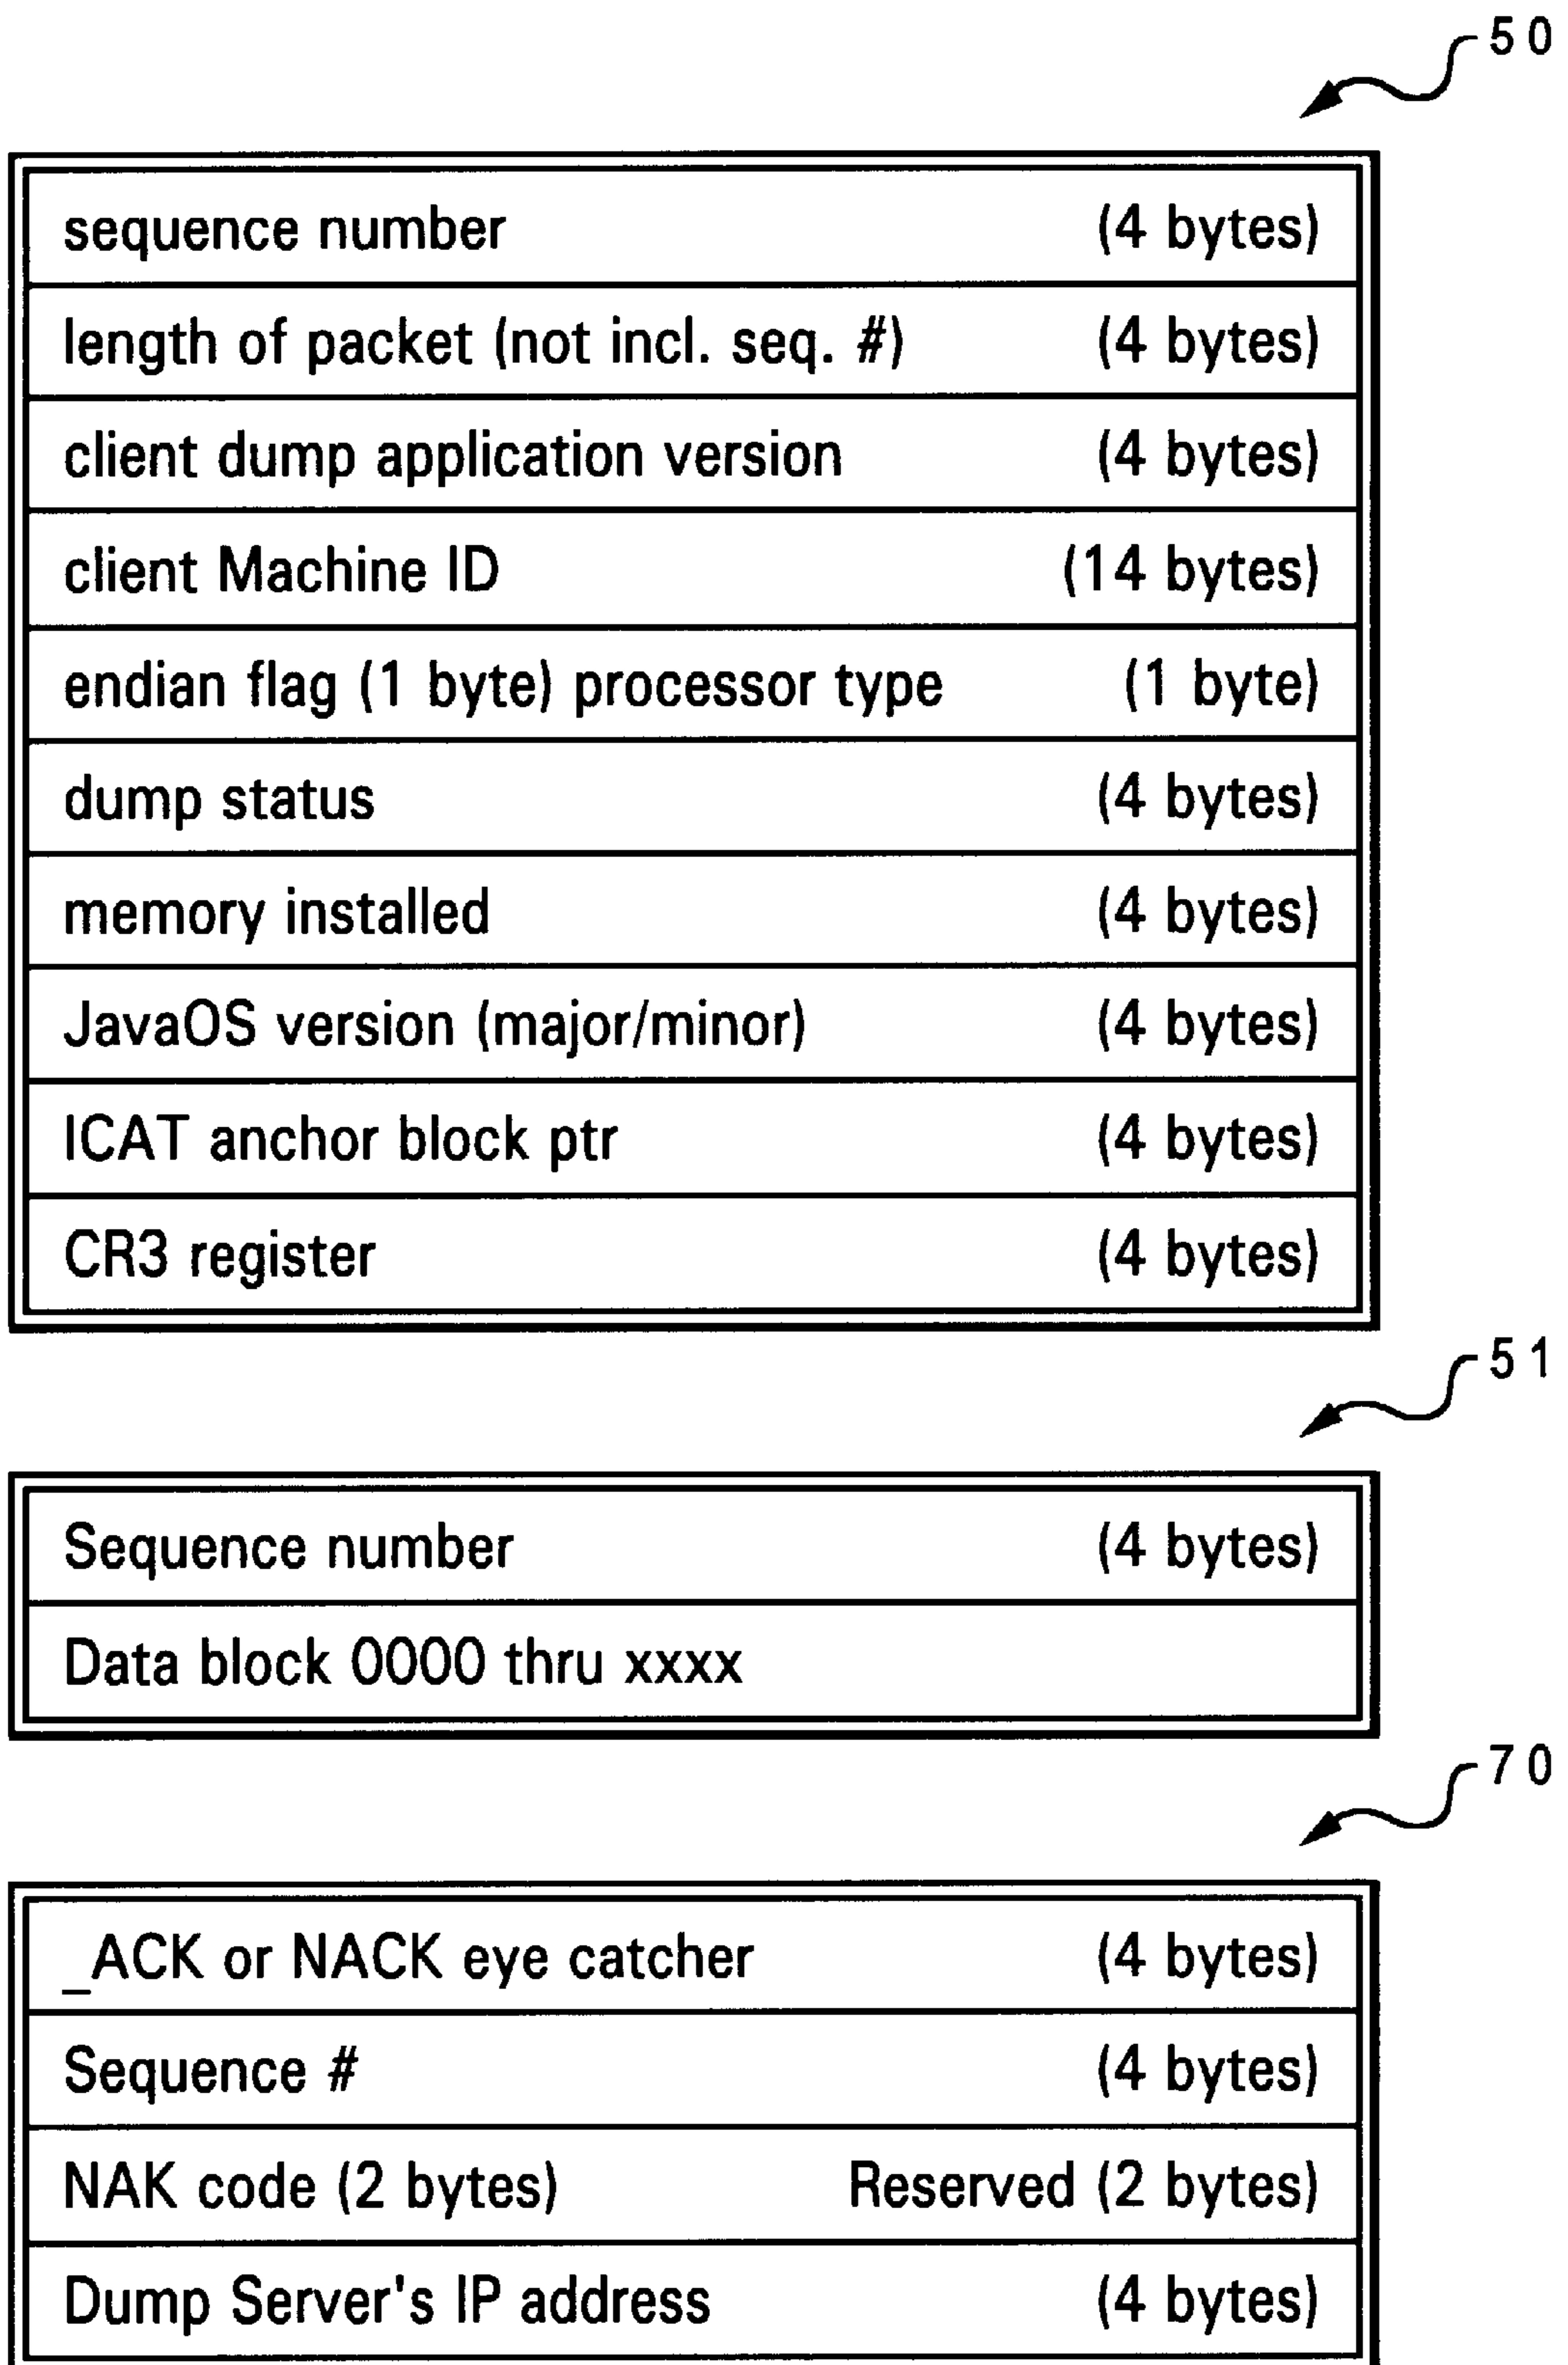 50
sequence number (4 bytes)
length of packet (not incl. seq. #) (4 bytes)
client dump application version (4 bytes)
client Machine ID (14 bytes)
endian flag (1 byte) processor type (1 byte)
dump status (4 bytes)
memory installed (4 bytes)
JavaOS version (major/minor) (4 bytes)
ICAT anchor block ptr (4 bytes)
CR3 register (4 bytes)
51
Sequence number (4 bytes)
Data block 0000 thru xxxx
70
_ACK or NACK eye catcher (4 bytes)
Sequence # (4 bytes)
NAK code (2 bytes) Reserved (2 bytes)
Dump Server's IP address (4 bytes)